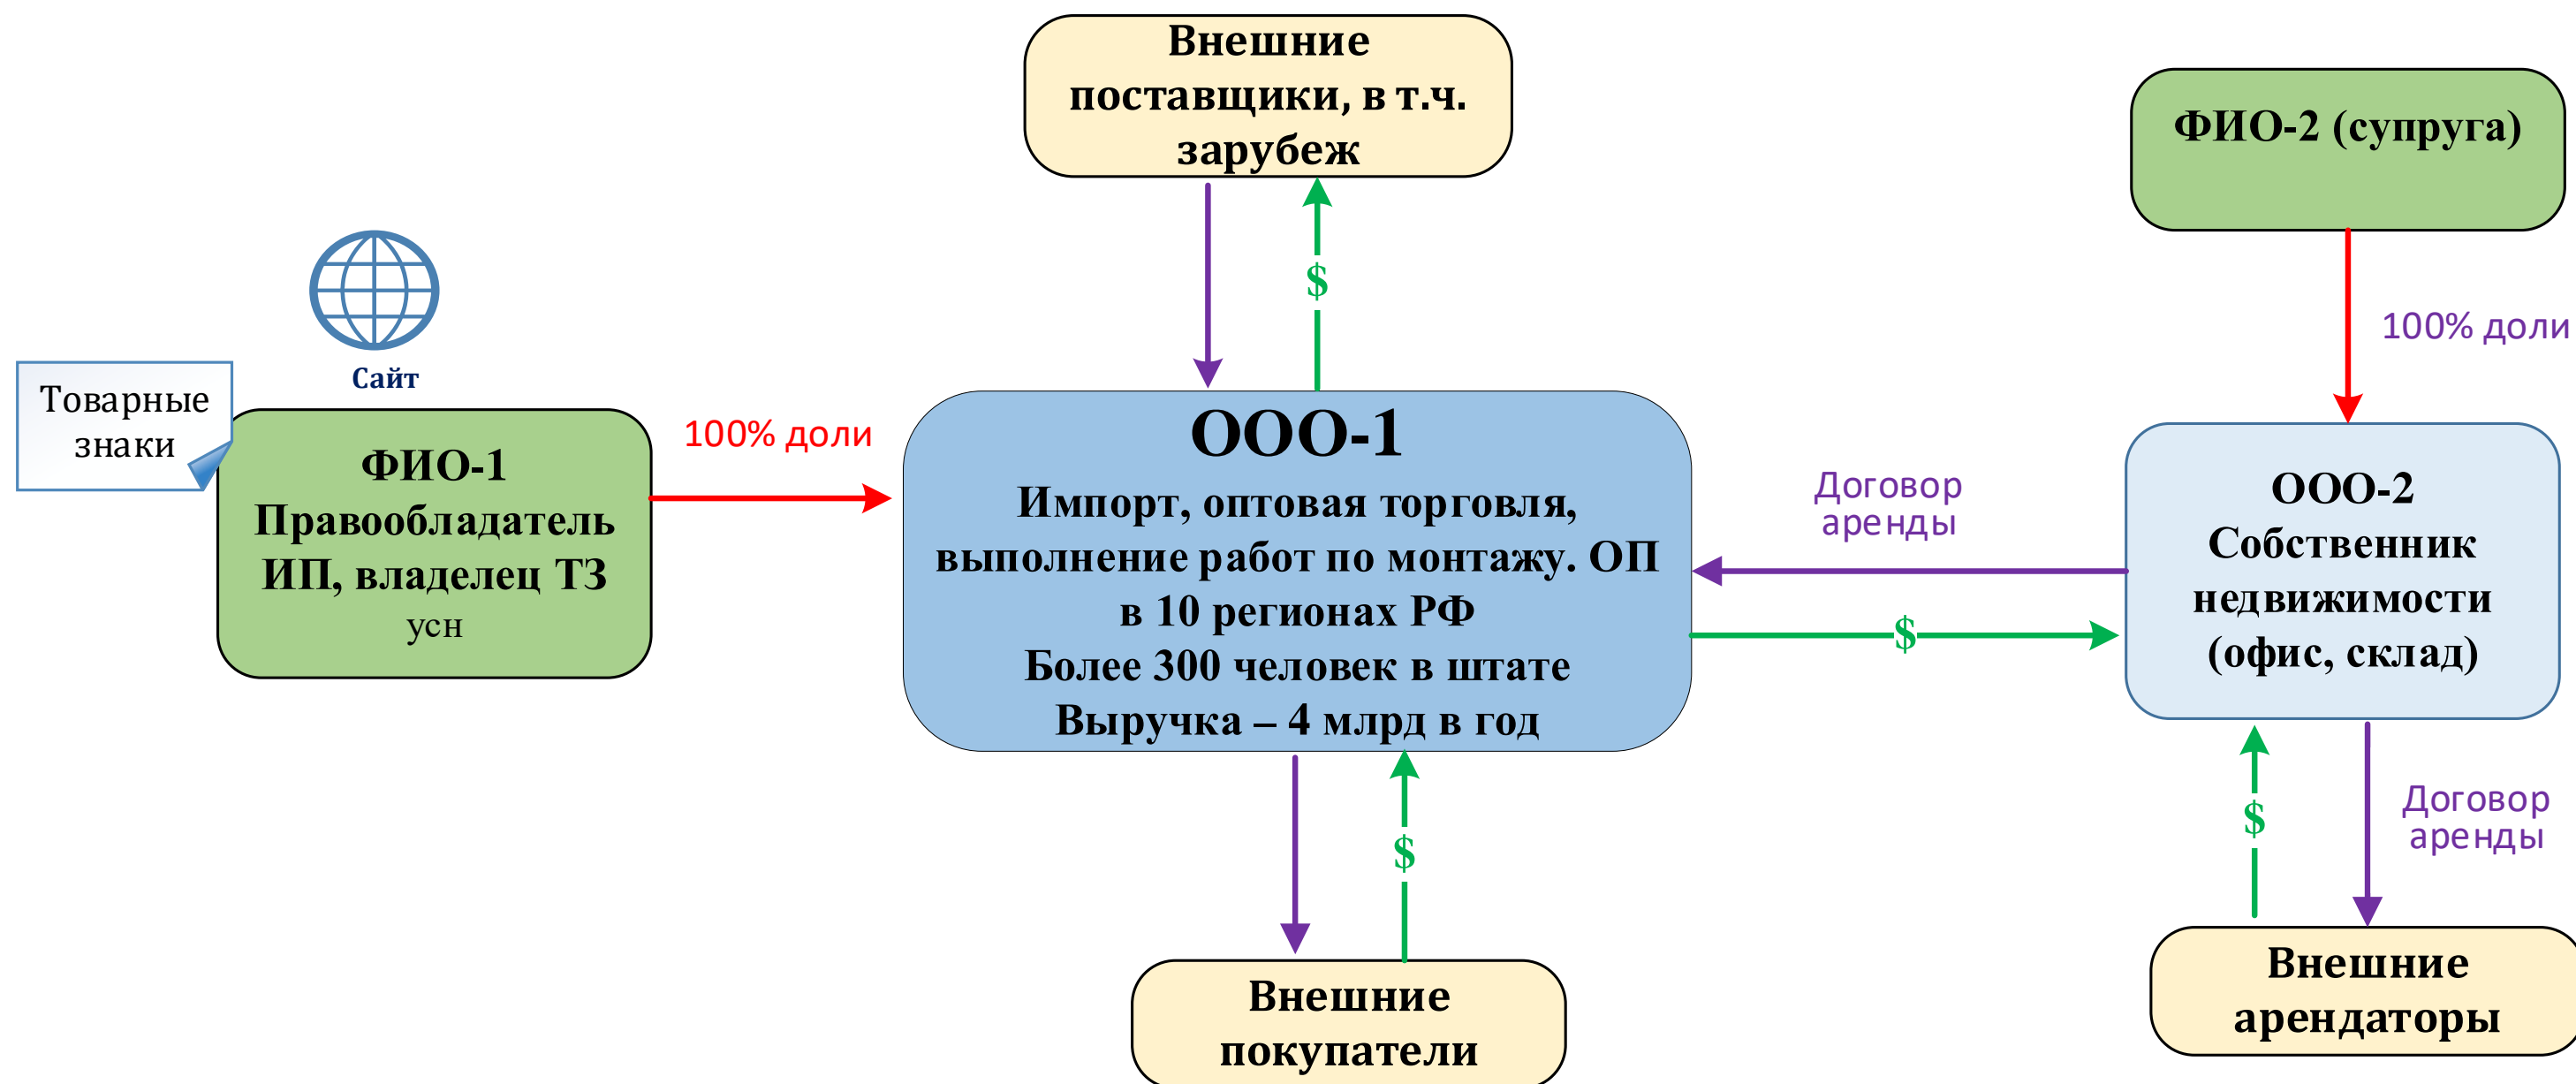 Внешние
поставщики, в т.ч.
зарубеж
ФИО-2 (супруга)
$
100% доли
Сайт
Товарные
знаки
ФИО-1
Правообладатель
ИП, владелец ТЗ
усн
100% доли
ООО-1
Импорт, оптовая торговля,
выполнение работ по монтажу. ОП
в 10 регионах РФ
Более 300 человек в штате
Выручка – 4 млрд в год
Договор
аренды
$
ООО-2
Собственник
недвижимости
(офис, склад)
$
$
Договор
аренды
Внешние
покупатели
Внешние
арендаторы